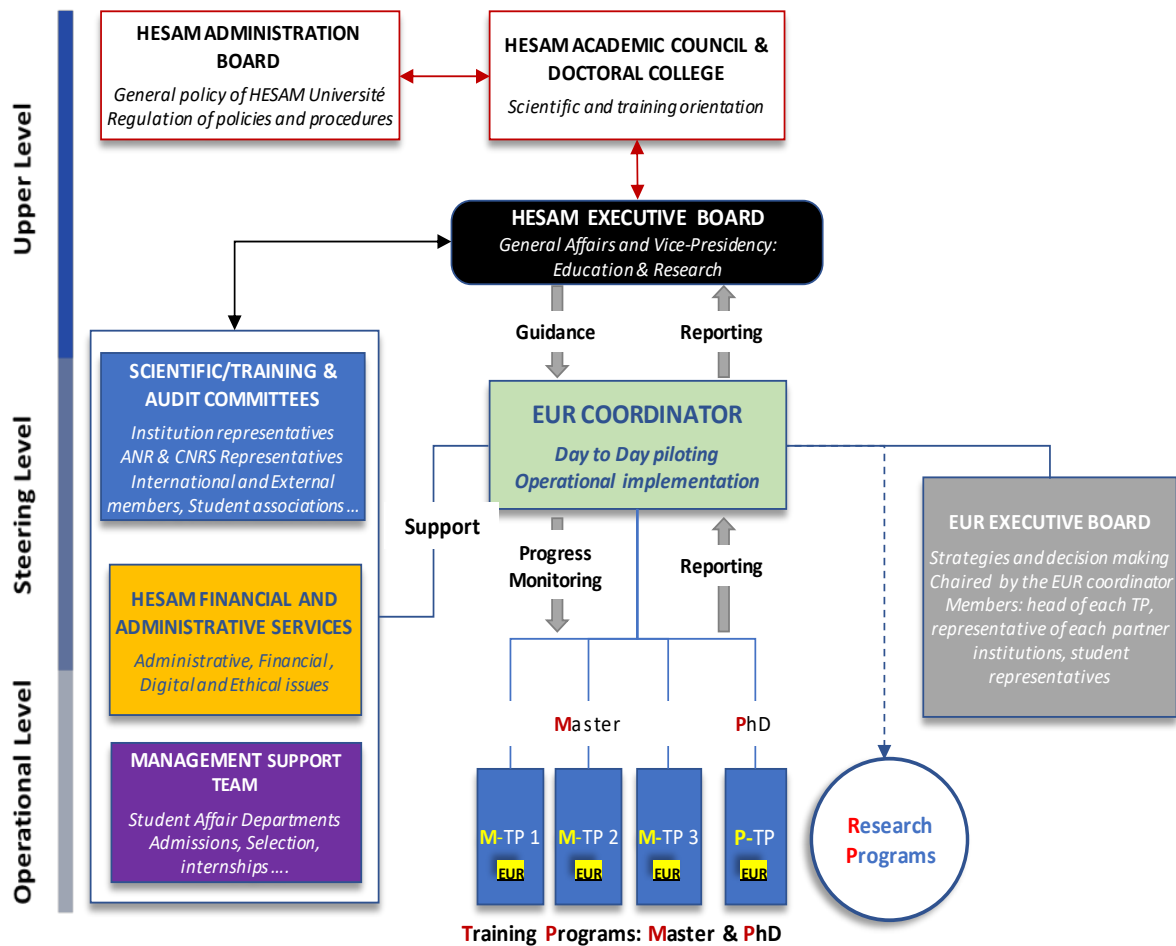 HESAM ADMINISTRATION
BOARD
General policy of HESAM Université
Regulation of policies and procedures
HESAM ACADEMIC COUNCIL &
DOCTORAL COLLEGE
Scientific and training orientation
Upper Level
HESAM EXECUTIVE BOARD
General Affairs and Vice-Presidency:
Education & Research
Guidance
Reporting
Steering Level
SCIENTIFIC/TRAINING &
AUDIT COMMITTEES
Institution representatives
ANR & CNRS Representatives
International and External
members, Student associations ...
EUR COORDINATOR
Day to Day piloting
Operational implementation
Support
Progress
Monitoring
Reporting
EUR EXECUTIVE BOARD
Strategies and decision making
Chaired by the EUR coordinator
Members: head of each TP,
representative of each partner
institutions, student
representatives
HESAM FINANCIAL AND
ADMINISTRATIVE SERVICES
Administrative, Financial ,
Digital and Ethical issues
Operational Level
MANAGEMENT SUPPORT
TEAM
Student Affair Departments
Admissions, Selection,
internships ....
Master
PhD
M-TP 1
EUR
M-TP 2
EUR
M-TP 3
EUR
P-TP
EUR
Research
Programs
Training Programs: Master & PhD